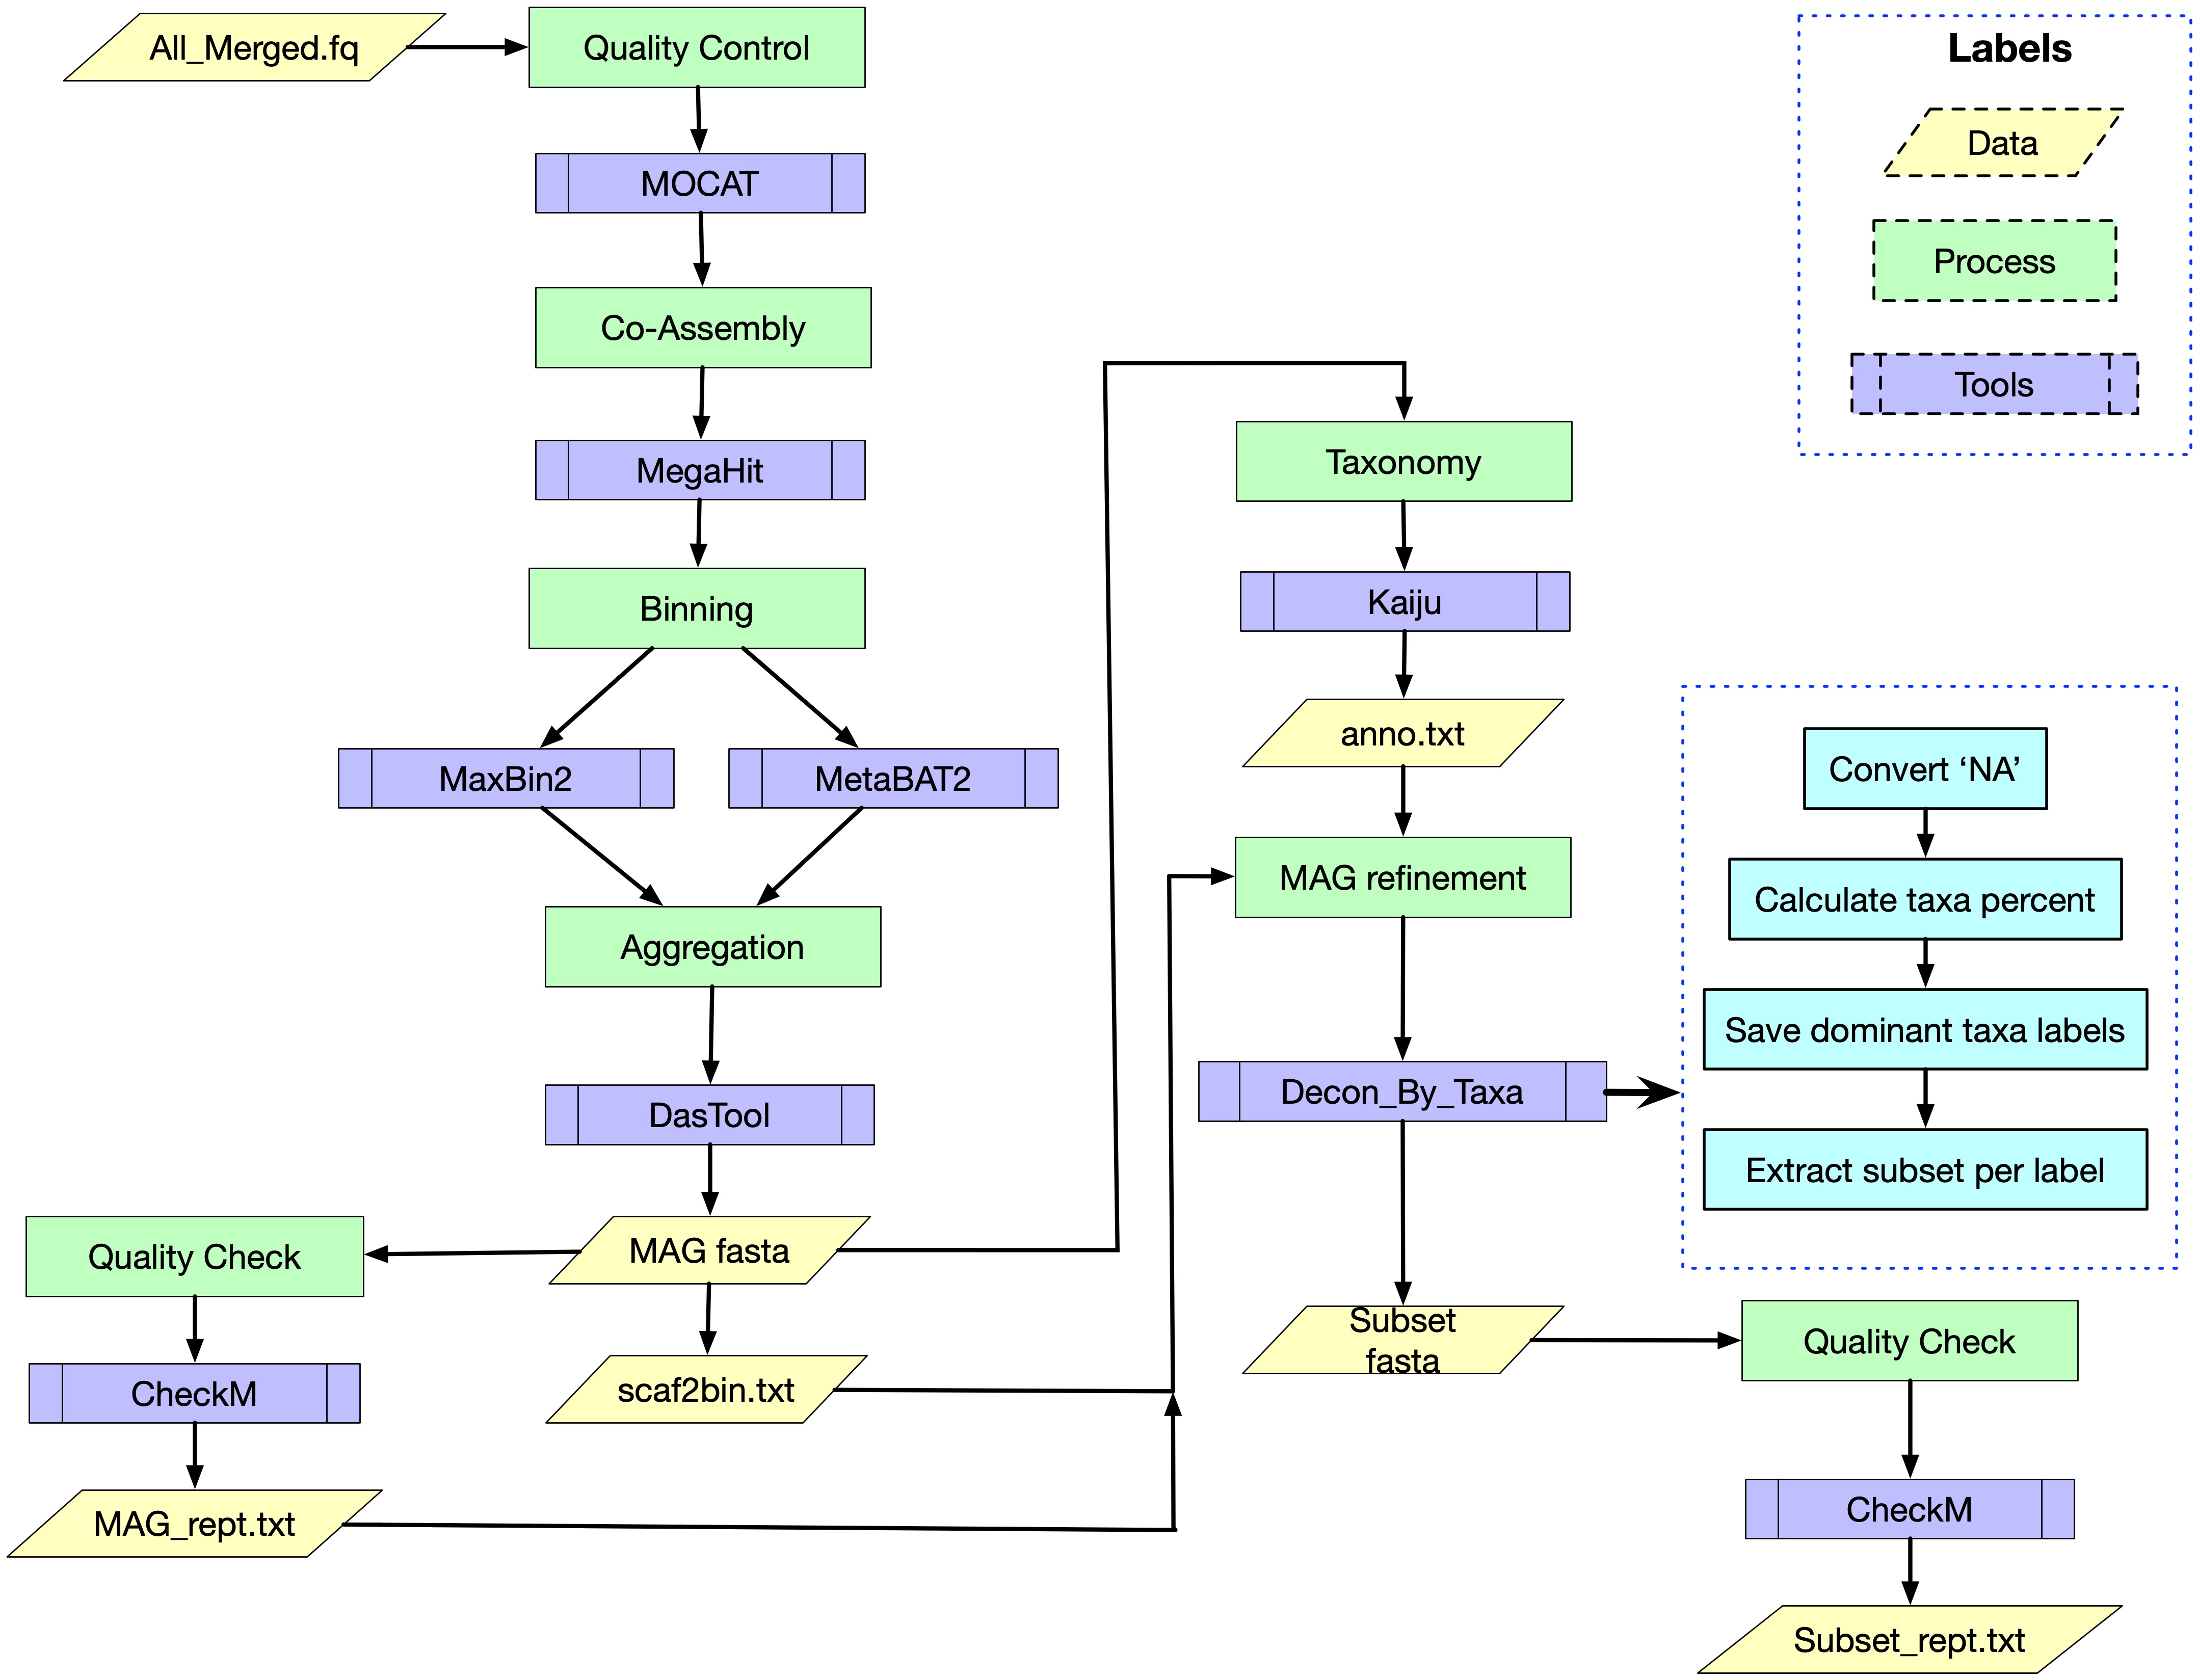 All_Merged.fq
Quality Control
MOCAT
Co-Assembly
MegaHit
Binning
MaxBin2
MetaBAT2
Aggregation
DasTool
MAG fasta
scaf2bin.txt
Quality Check
CheckM
MAG_rept.txt
Taxonomy
Kaiju
anno.txt
MAG refinement
Decon_By_Taxa
Subset
fasta
Labels
Data
Process
Tools
Convert ‘NA’
Calculate taxa percent
Save dominant taxa labels
Extract subset per label
Quality Check
CheckM
Subset_rept.txt